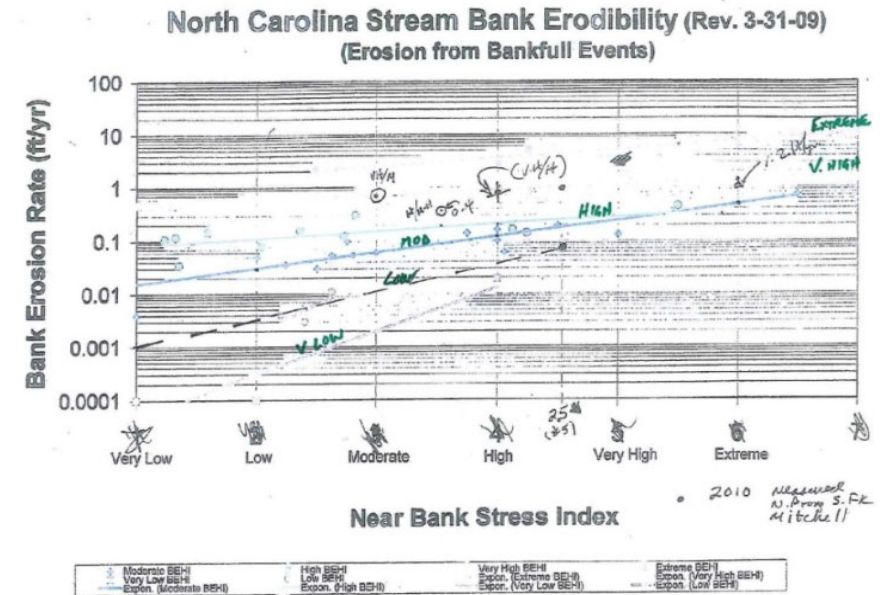 North Carolina Stream Bank Erodibility (Rev. 3-31-09)
(Erosion from Bankfull Events)
Bank Erosion Rate (ft/yr)
100
10
1
0.1
0.01
0.001
0.0001
EXTREME
V. HIGH
HIGH
(V.H/H)
MOD
LOW
V LOW
Very Low
Low
Moderate
High
Very High
Extreme
Near Bank Stress Index
2010 Measured
N. Prong S. FK
Mitchell
Moderate BEHI
High BEHI
Very High BEHI
Extreme BEHI
Very Low BEHI
Low BEHI
Expon. (Extreme BEHI)
Expon. (Very High BEHI)
Expon. (Moderate BEHI)
Expon. (High BEHI)
Expon. (Very Low BEHI)
Expon. (Low BEHI)